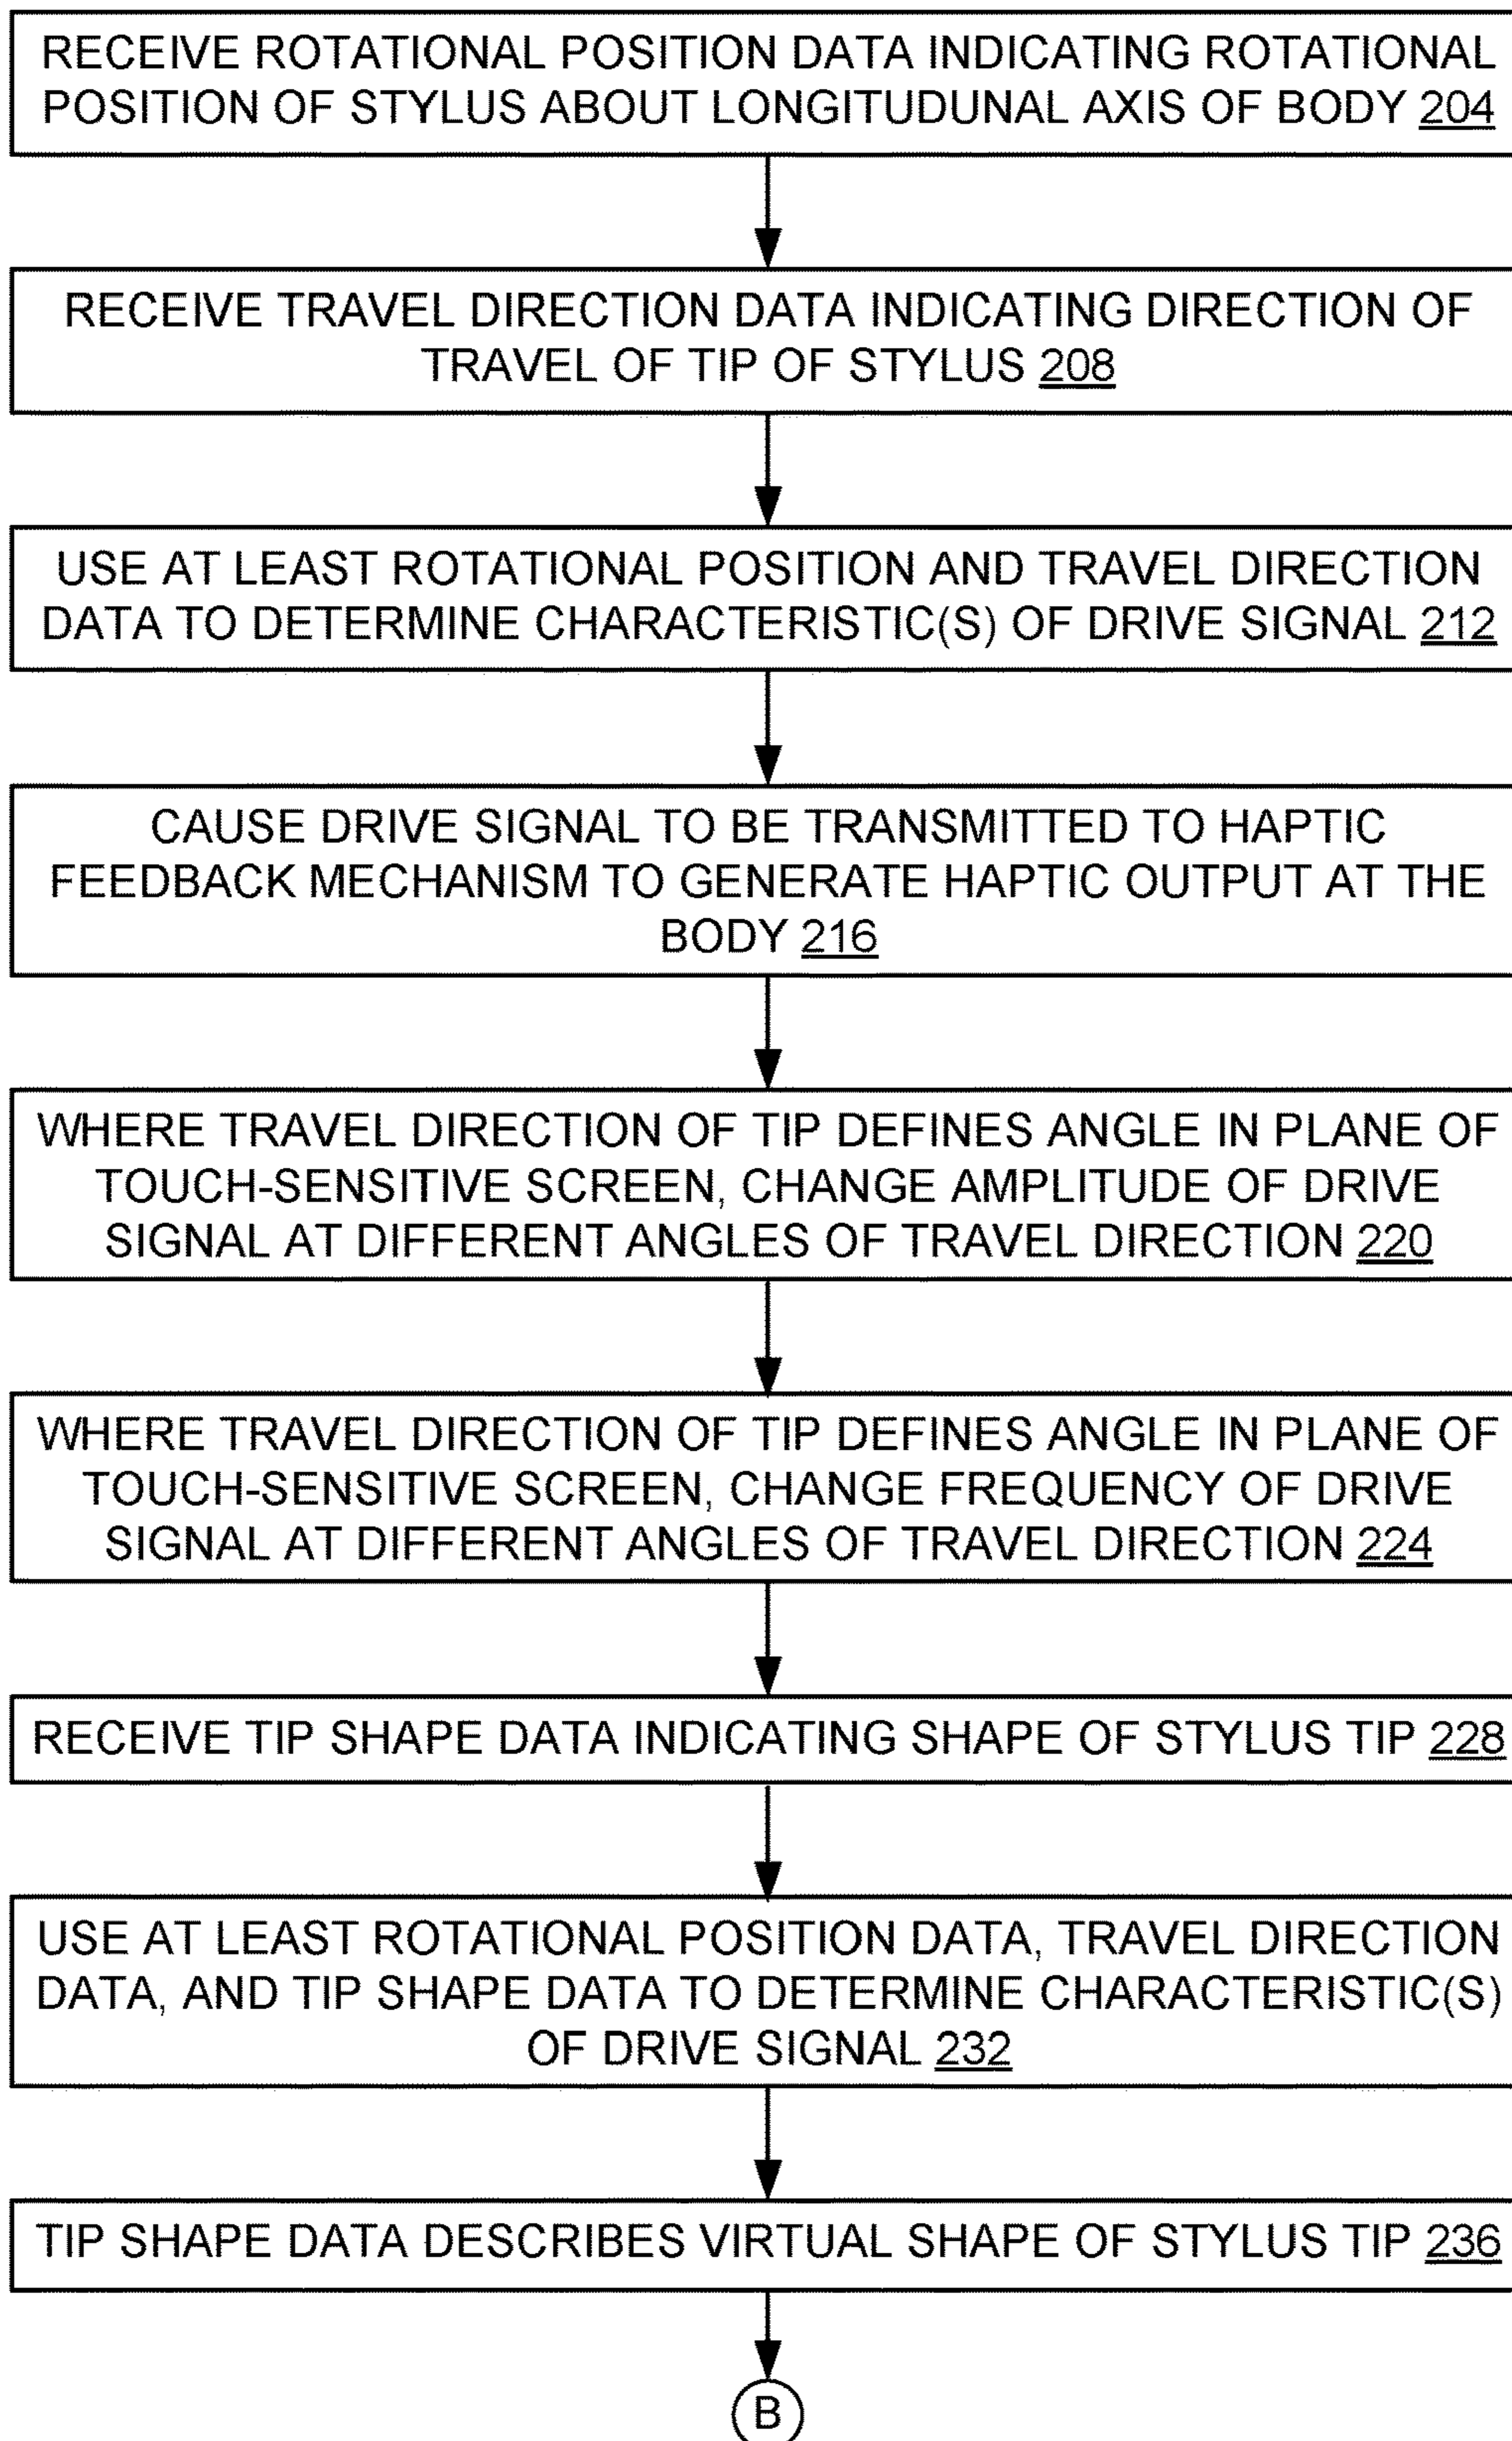 RECEIVE ROTATIONAL POSITION DATA INDICATING ROTATIONAL
POSITION OF STYLUS ABOUT LONGITUDUNAL AXIS OF BODY 204
RECEIVE TRAVEL DIRECTION DATA INDICATING DIRECTION OF
TRAVEL OF TIP OF STYLUS 208
USE AT LEAST ROTATIONAL POSITION AND TRAVEL DIRECTION
DATA TO DETERMINE CHARACTERISTIC(S) OF DRIVE SIGNAL 212
CAUSE DRIVE SIGNAL TO BE TRANSMITTED TO HAPTIC
FEEDBACK MECHANISM TO GENERATE HAPTIC OUTPUT AT THE
BODY 216
WHERE TRAVEL DIRECTION OF TIP DEFINES ANGLE IN PLANE OF
TOUCH-SENSITIVE SCREEN, CHANGE AMPLITUDE OF DRIVE
SIGNAL AT DIFFERENT ANGLES OF TRAVEL DIRECTION 220
WHERE TRAVEL DIRECTION OF TIP DEFINES ANGLE IN PLANE OF
TOUCH-SENSITIVE SCREEN, CHANGE FREQUENCY OF DRIVE
SIGNAL AT DIFFERENT ANGLES OF TRAVEL DIRECTION 224
RECEIVE TIP SHAPE DATA INDICATING SHAPE OF STYLUS TIP 228
USE AT LEAST ROTATIONAL POSITION DATA, TRAVEL DIRECTION
DATA, AND TIP SHAPE DATA TO DETERMINE CHARACTERISTIC(S)
OF DRIVE SIGNAL 232
TIP SHAPE DATA DESCRIBES VIRTUAL SHAPE OF STYLUS TIP 236
B